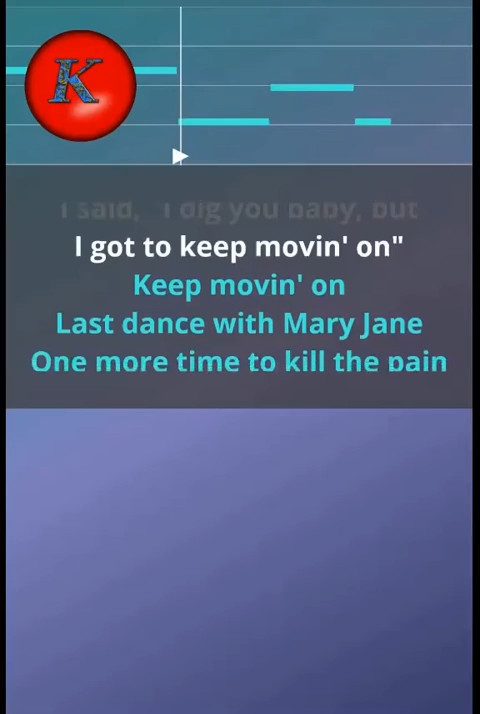 K
I said, "I dig you baby, but
I got to keep movin' on"
Keep movin' on
Last dance with Mary Jane
One more time to kill the pain